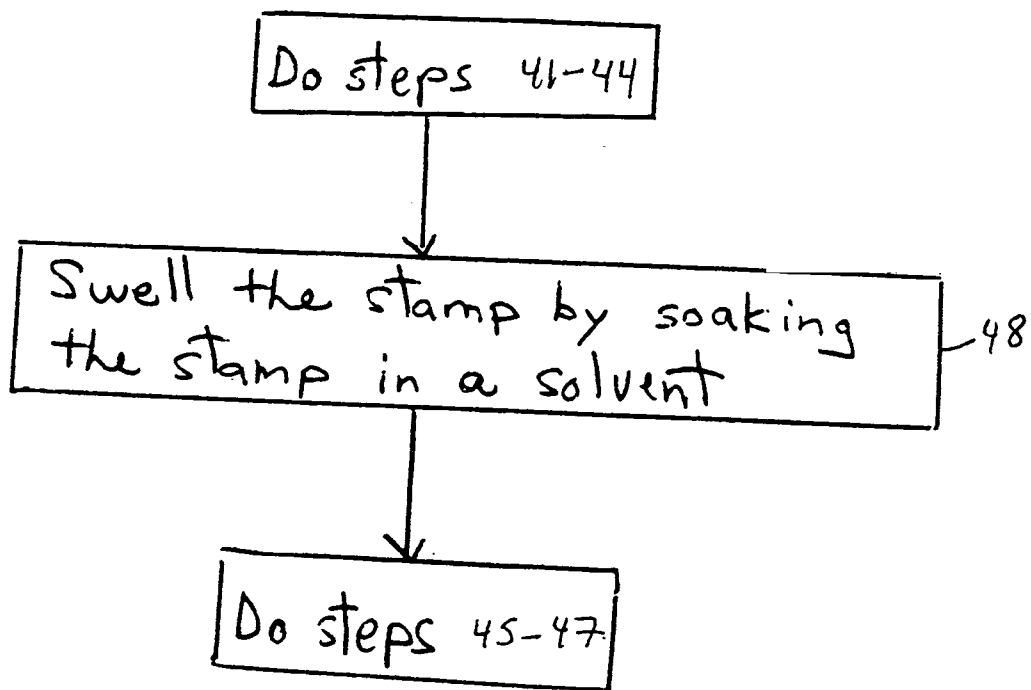 Do steps 41-44
Swell the stamp by soaking
the stamp in a solvent
48
Do steps 45-47